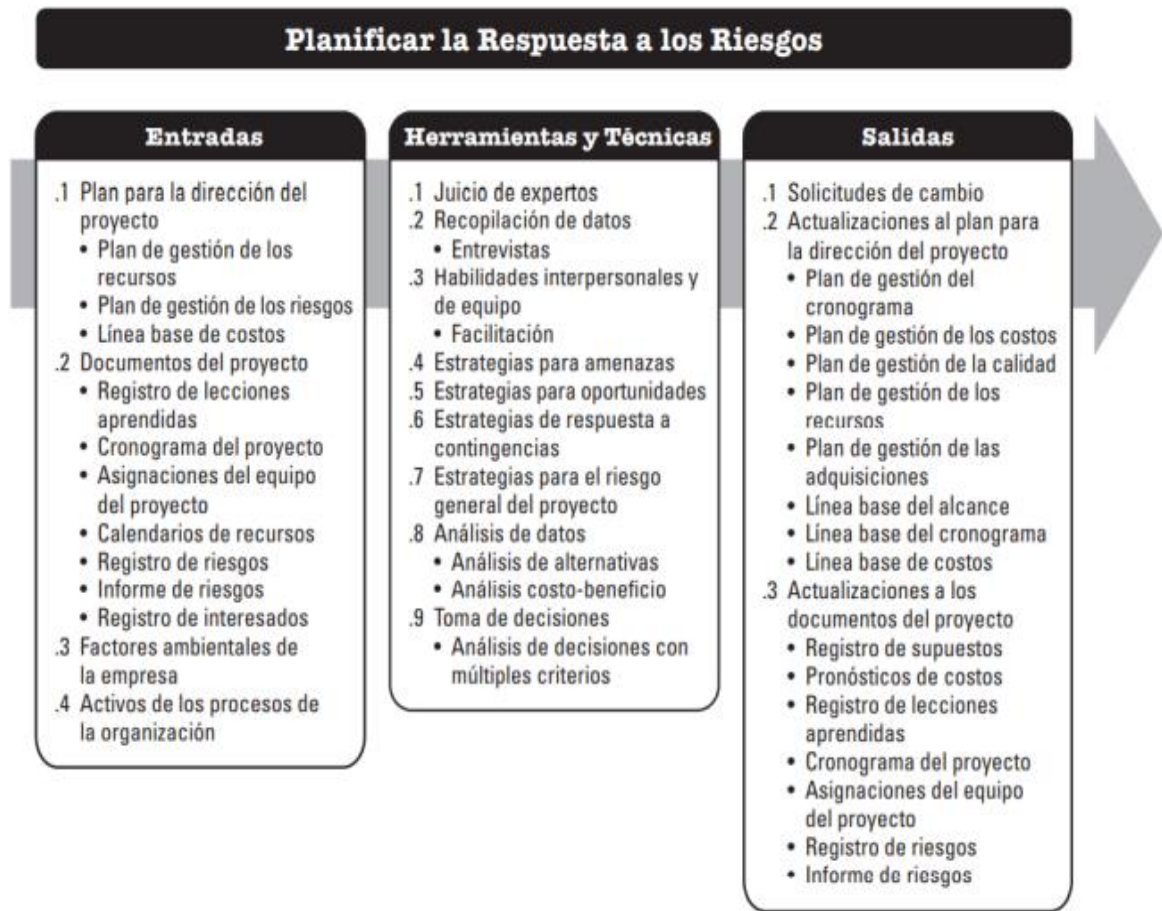 Planificar la Respuesta a los Riesgos
Entradas
.1 Plan para la dirección del
proyecto
• Plan de gestión de los
recursos
• Plan de gestión de los riesgos
• Línea base de costos
.2 Documentos del proyecto
• Registro de lecciones
aprendidas
• Cronograma del proyecto
• Asignaciones del equipo
del proyecto
• Calendarios de recursos
• Registro de riesgos
• Informe de riesgos
• Registro de interesados
.3 Factores ambientales de
la empresa
.4 Activos de los procesos de
la organización
Herramientas y Técnicas
.1 Juicio de expertos
.2 Recopilación de datos
• Entrevistas
.3 Habilidades interpersonales y
de equipo
• Facilitación
.4 Estrategias para amenazas
.5 Estrategias para oportunidades
.6 Estrategias de respuesta a
contingencias
.7 Estrategias para el riesgo
general del proyecto
.8 Análisis de datos
• Análisis de alternativas
• Análisis costo-beneficio
.9 Toma de decisiones
• Análisis de decisiones con
múltiples criterios
Salidas
.1 Solicitudes de cambio
.2 Actualizaciones al plan para
la dirección del proyecto
• Plan de gestión del
cronograma
• Plan de gestión de los costos
• Plan de gestión de la calidad
• Plan de gestión de los
recursos
• Plan de gestión de las
adquisiciones
• Línea base del alcance
• Línea base del cronograma
• Línea base de costos
.3 Actualizaciones a los
documentos del proyecto
• Registro de supuestos
• Pronósticos de costos
• Registro de lecciones
aprendidas
• Cronograma del proyecto
• Asignaciones del equipo
del proyecto
• Registro de riesgos
• Informe de riesgos